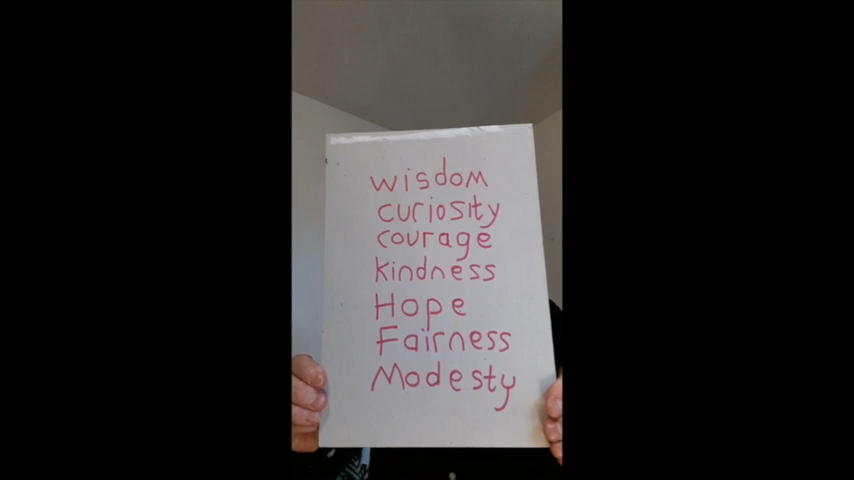 wisdom
curiosity
courage
kindness
Hope
Fairness
Modesty